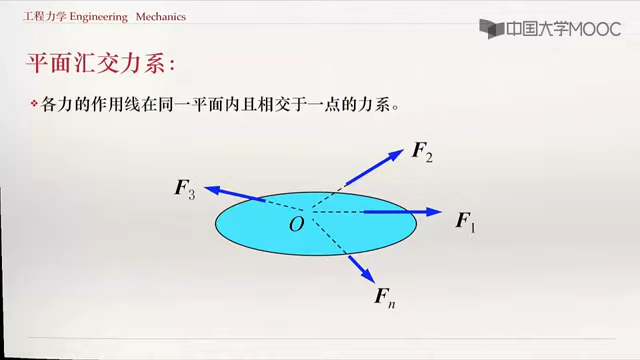 工程力学 Engineering Mechanics
中国大学MOOC
平面汇交力系:
各力的作用线在同一平面内且相交于一点的力系。
F2
F3
F1
O
Fn